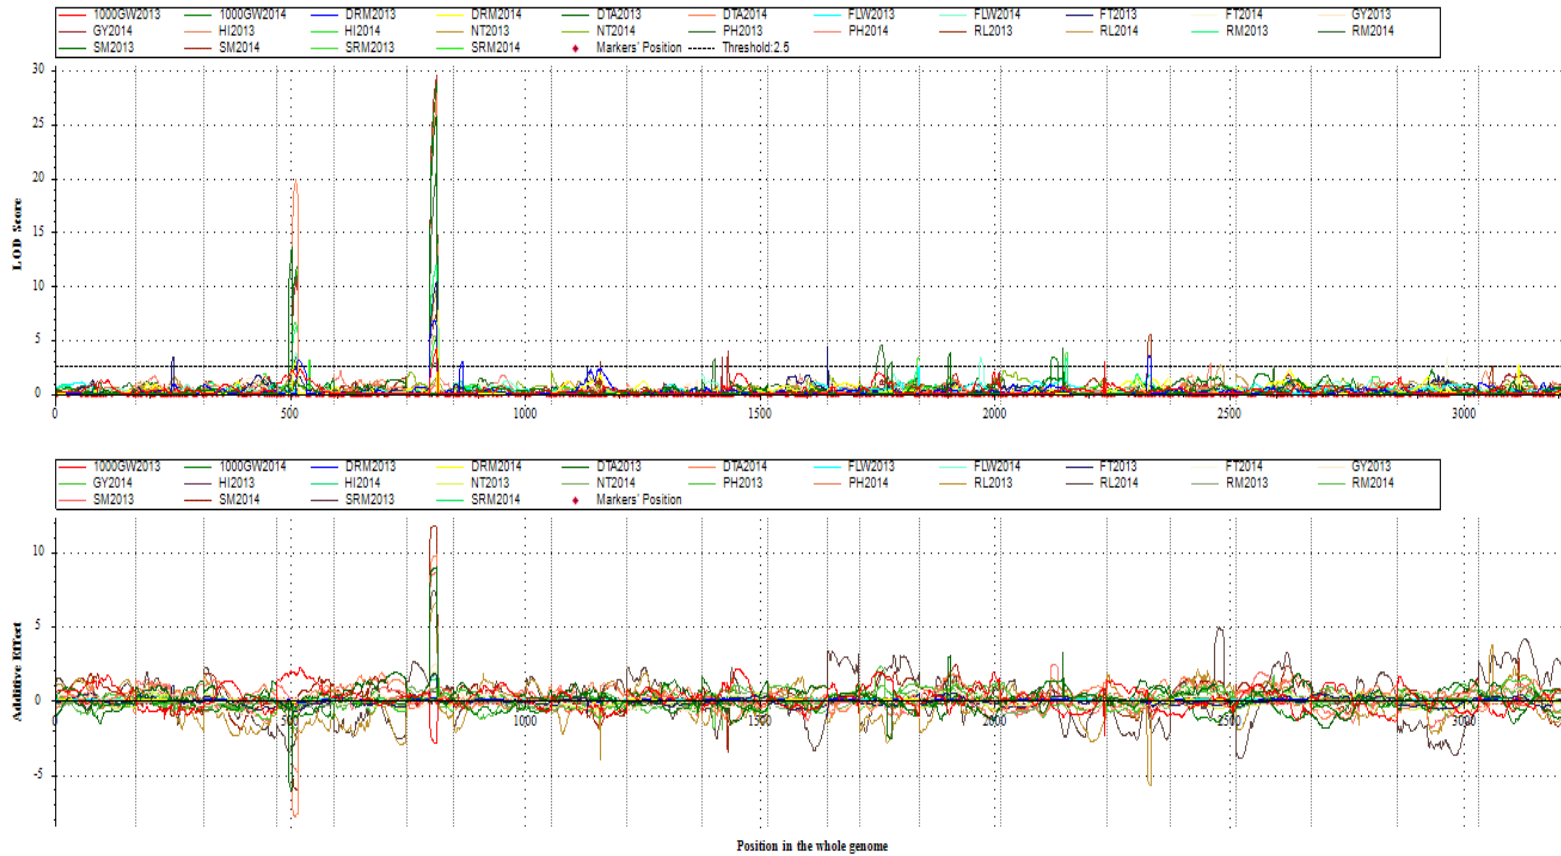 1000GW2013 1000GW2014 DRM2013 DRM2014 DTA2013 DTA2014 FLW2013 FLW2014 FT2013 FT2014 GY2013
GY2014 HI2013 HI2014 NT2013 NT2014 PH2013 PH2014 RL2013 RL2014 RM2013 RM2014
SM2013 SM2014 SRM2013 SRM2014 Markers' Position Threshold:2.5
30
25
20
15
10
5
0
LOD Score
0 500 1000 1500 2000 2500 3000
1000GW2013 1000GW2014 DRM2013 DRM2014 DTA2013 DTA2014 FLW2013 FLW2014 FT2013 FT2014 GY2013
GY2014 HI2013 HI2014 NT2013 NT2014 PH2013 PH2014 RL2013 RL2014 RM2013 RM2014
SM2013 SM2014 SRM2013 SRM2014 Markers' Position
10
5
0
-5
Additive Effect
0 500 1000 1500 2000 2500 3000
Position in the whole genome